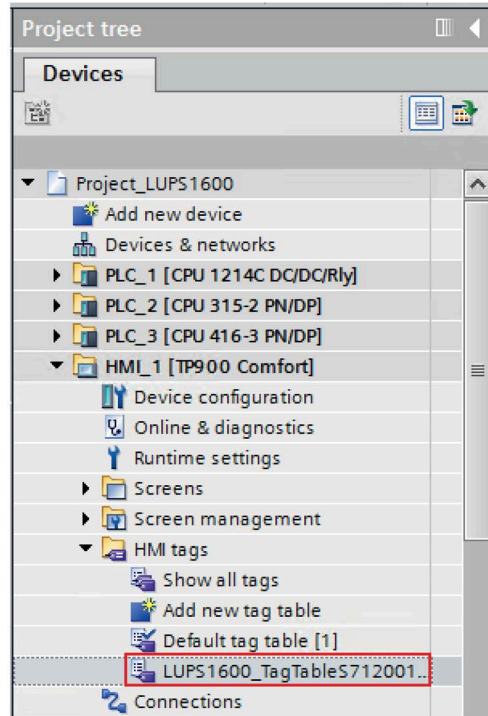 Project tree
Devices
Project_LUPS1600
Add new device
Devices & networks
PLC_1 [CPU 1214C DC/DC/Rly]
PLC_2 [CPU 315-2 PN/DP]
PLC_3 [CPU 416-3 PN/DP]
HMI_1 [TP900 Comfort]
Device configuration
Online & diagnostics
Runtime settings
Screens
Screen management
HMI tags
Show all tags
Add new tag table
Default tag table [1]
LUPS1600_TagTableS712001..
Connections